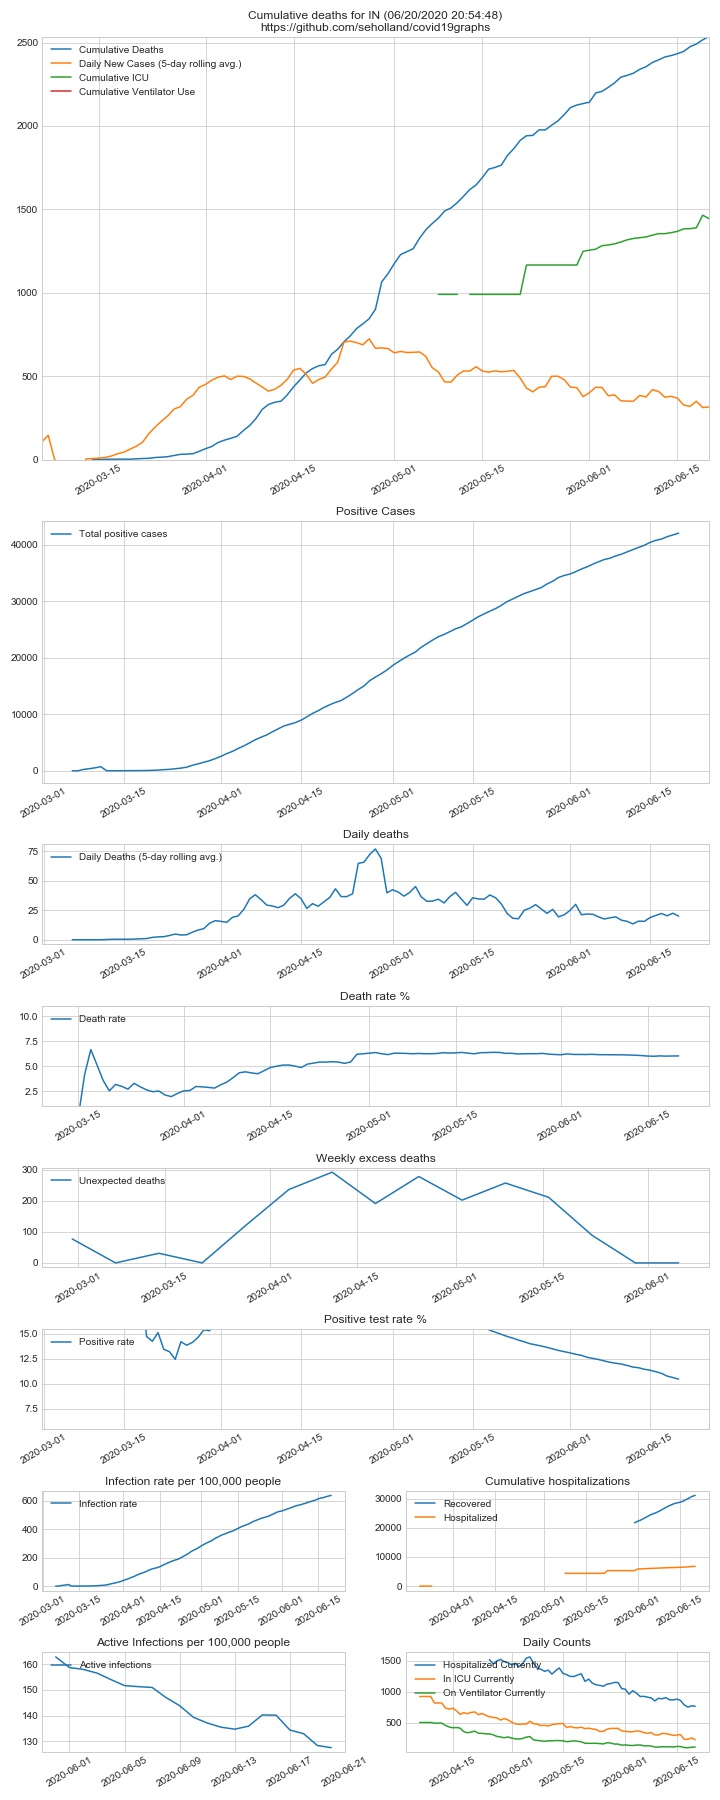 Cumulative deaths for IN (06/20/2020 20:54:48)
https://github.com/seholland/covid19graphs
Cumulative Deaths
Daily New Cases (5-day rolling avg.)
Cumulative ICU
Cumulative Ventilator Use
2500
2000
1500
1000
500
0
2020-03-15 2020-04-01 2020-04-15 2020-05-01 2020-05-15 2020-06-01 2020-06-15
Positive Cases
Total positive cases
40000
30000
20000
10000
0
2020-03-01 2020-03-15 2020-04-01 2020-04-15 2020-05-01 2020-05-15 2020-06-01 2020-06-15
Daily deaths
Daily Deaths (5-day rolling avg.)
75
50
25
0
2020-03-01 2020-03-15 2020-04-01 2020-04-15 2020-05-01 2020-05-15 2020-06-01 2020-06-15
Death rate %
Death rate
10.0
7.5
5.0
2.5
2020-03-15 2020-04-01 2020-04-15 2020-05-01 2020-05-15 2020-06-01 2020-06-15
Weekly excess deaths
Unexpected deaths
300
200
100
0
2020-03-01 2020-03-15 2020-04-01 2020-04-15 2020-05-01 2020-05-15 2020-06-01
Positive test rate %
Positive rate
15.0
12.5
10.0
7.5
2020-03-01 2020-03-15 2020-04-01 2020-04-15 2020-05-01 2020-05-15 2020-06-01 2020-06-15
Infection rate per 100,000 people
Infection rate
600
400
200
0
2020-03-01 2020-03-15 2020-04-01 2020-04-15 2020-05-01 2020-05-15 2020-06-01 2020-06-15
Cumulative hospitalizations
Recovered
Hospitalized
30000
20000
10000
0
2020-04-01 2020-04-15 2020-05-01 2020-05-15 2020-06-01 2020-06-15
Active Infections per 100,000 people
Active infections
160
150
140
130
2020-06-01 2020-06-05 2020-06-09 2020-06-13 2020-06-17 2020-06-21
Daily Counts
Hospitalized Currently
In ICU Currently
On Ventilator Currently
1500
1000
500
2020-04-15 2020-05-01 2020-05-15 2020-06-01 2020-06-15